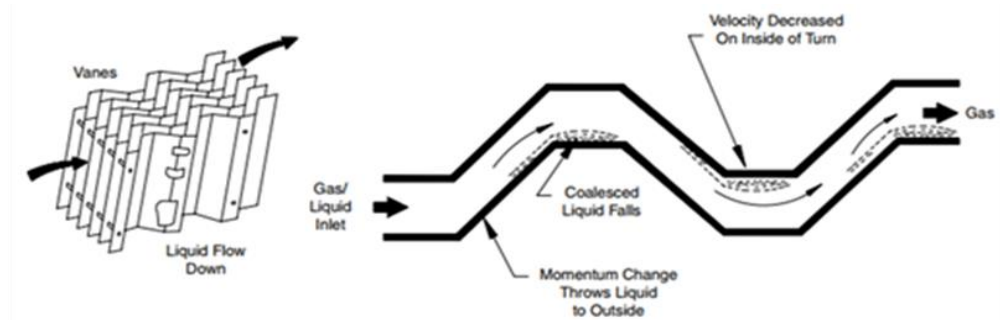 Vanes
Liquid Flow
Down
Gas/
Liquid
Inlet
Velocity Decreased
On Inside of Turn
Gas
Coalesced
Liquid Falls
Momentum Change
Throws Liquid
to Outside